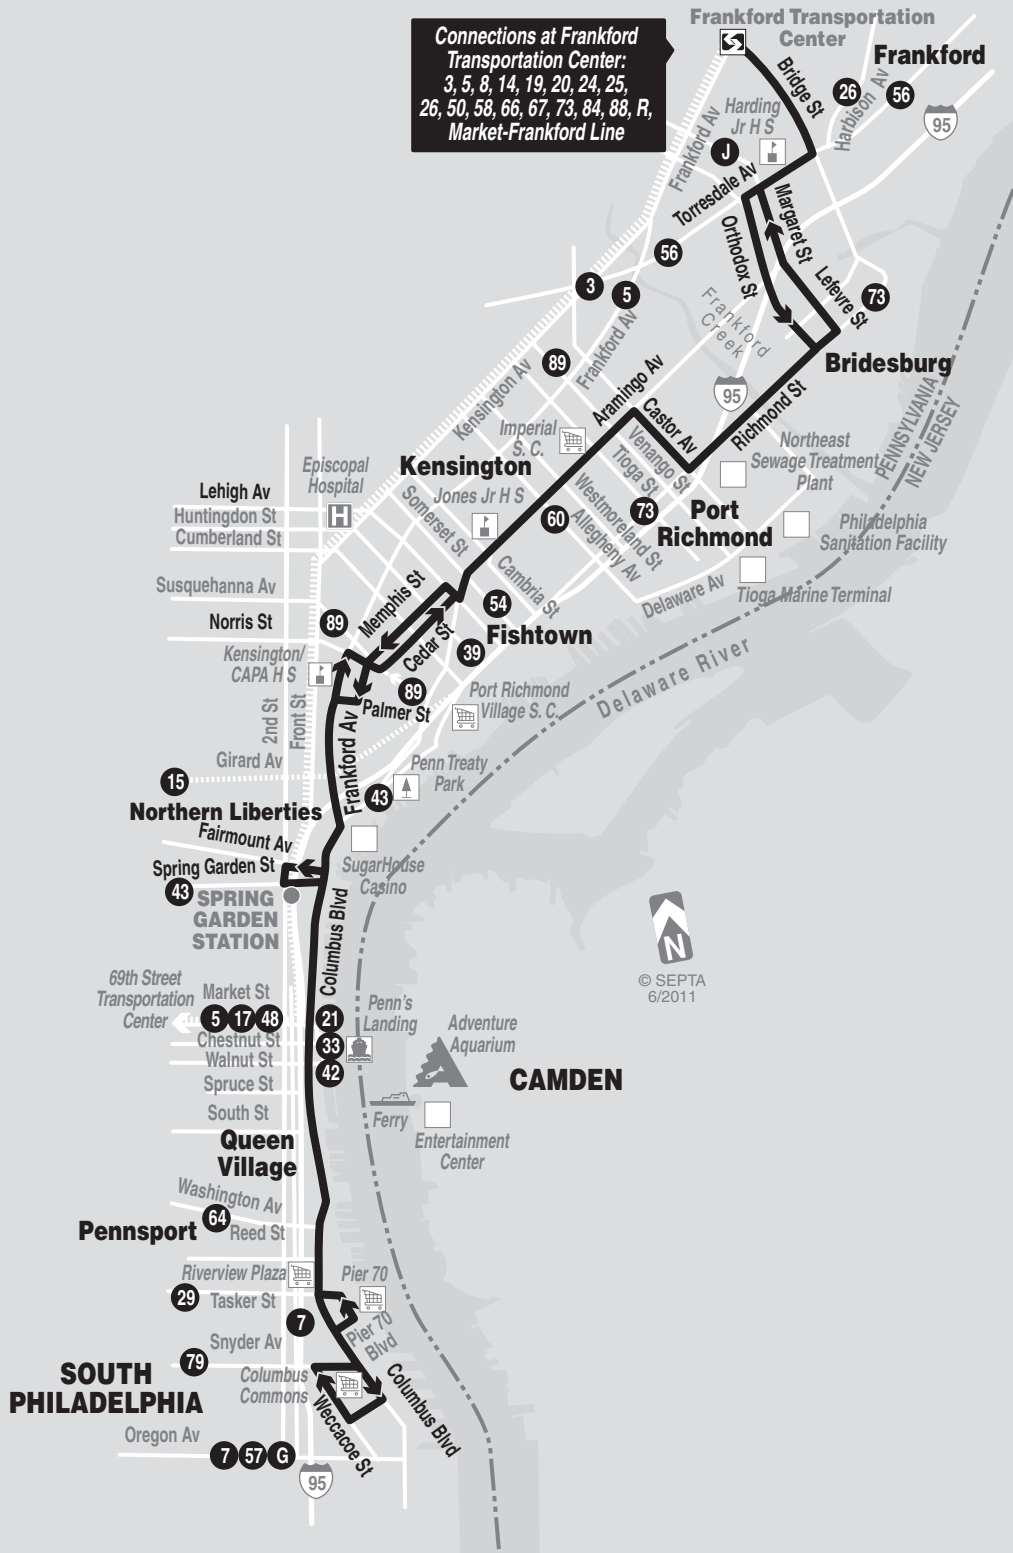 Connections at Frankford
Transportation Center:
3, 5, 8, 14, 19, 20, 24, 25,
26, 50, 58, 66, 67, 73, 84, 88, R,
Market-Frankford Line
Frankford Transportation
Center
Frankford
Bridge St
26
Harbison Av
56
95
Harding
Jr H S
Frankford Av
J
Torresdale Av
Margaret St
Orthodox St
56
3
5
Lefevre St
73
Frankford
Creek
Frankford Av
89
Bridesburg
Kensington Av
Aramingo Av
95
Castor Av
Richmond St
PENNSYLVANIA
NEW JERSEY
Imperial
S. C.
Venango St
Tioga St
Northeast
Sewage Treatment
Plant
Kensington
Episcopal
Hospital
H
Jones Jr H S
Somerset St
Westmoreland St
Allegheny Av
60
73
Port
Richmond
Philadelphia
Sanitation Facility
Lehigh Av
Huntingdon St
Cumberland St
Cambria St
Susquehanna Av
Memphis St
54
Delaware Av
Tioga Marine Terminal
Norris St
89
Cedar St
Fishtown
39
Kensington/
CAPA H S
89
Palmer St
Port Richmond
Village S. C.
Delaware River
2nd St
Front St
Frankford Av
Girard Av
15
Penn Treaty
Park
43
Northern Liberties
Fairmount Av
Spring Garden St
43
SPRING
GARDEN
STATION
SugarHouse
Casino
Columbus Blvd
N
© SEPTA
6/2011
69th Street
Transportation
Center
Market St
5
17
48
21
Chestnut St
33
Walnut St
42
Spruce St
South St
Penn's
Landing
Adventure
Aquarium
CAMDEN
Ferry
Entertainment
Center
Queen
Village
Washington Av
64
Pennsport
Reed St
Riverview Plaza
Pier 70
29
Tasker St
7
Pier 70
Blvd
Snyder Av
79
SOUTH
PHILADELPHIA
Columbus
Commons
Columbus Blvd
Weccacoe St
Oregon Av
7
57
G
95